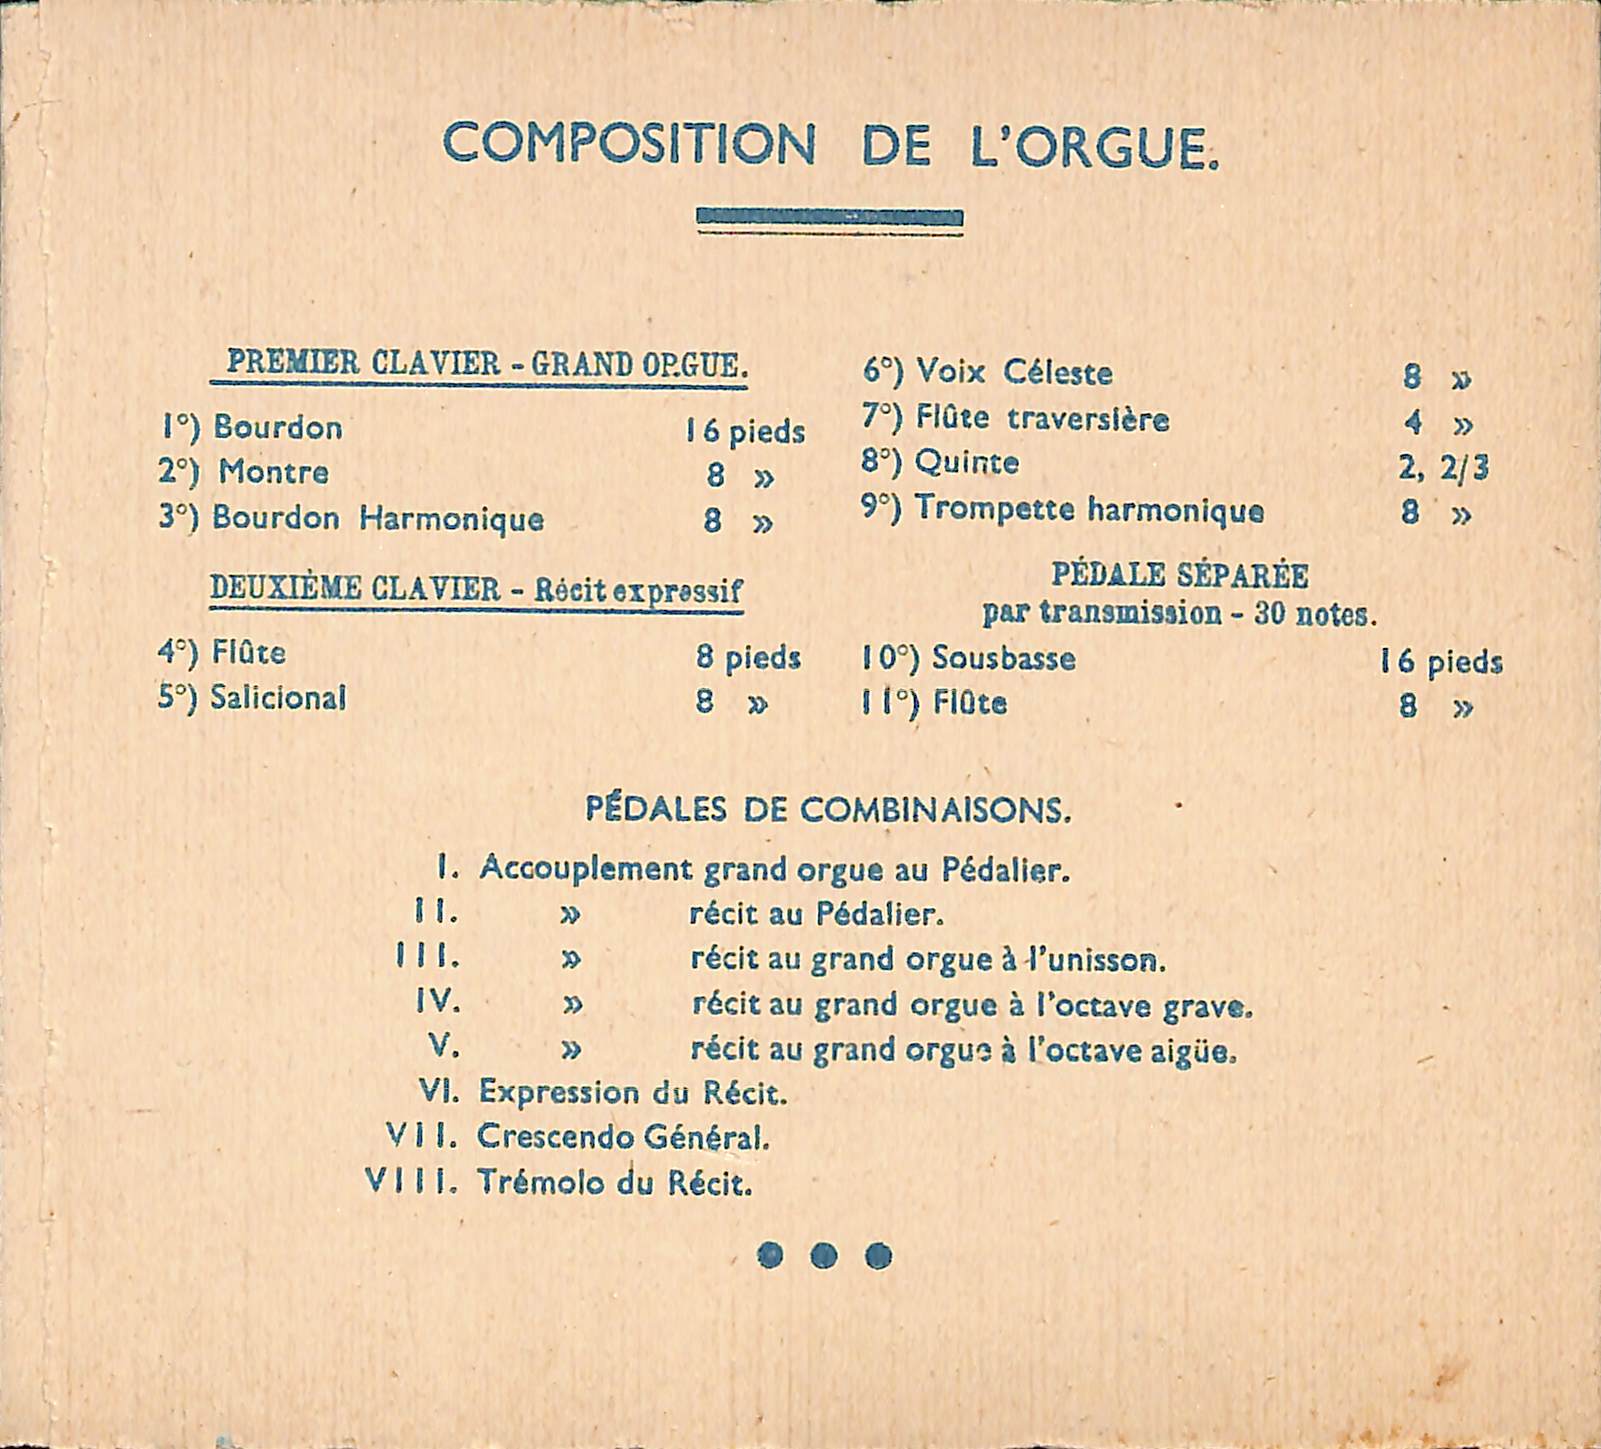 COMPOSITION DE L'ORGUE.
PREMIER CLAVIER - GRAND ORGUE.
1°) Bourdon 16 pieds
2°) Montre 8 »
3°) Bourdon Harmonique 8 »
DEUXIÈME CLAVIER - Récit expressif
4°) Flûte 8 pieds
5°) Salicional 8 »
6°) Voix Céleste 8 »
7°) Flûte traversière 4 »
8°) Quinte 2, 2/3
9°) Trompette harmonique 8 »
PÉDALE SÉPARÉE
par transmission - 30 notes.
10°) Sousbasse 16 pieds
11°) Flûte 8 »
PÉDALES DE COMBINAISONS.
I. Accouplement grand orgue au Pédalier.
II. » récit au Pédalier.
III. » récit au grand orgue à l'unisson.
IV. » récit au grand orgue à l'octave grave.
V. » récit au grand orgue à l'octave aigüe.
VI. Expression du Récit.
VII. Crescendo Général.
VIII. Trémolo du Récit.